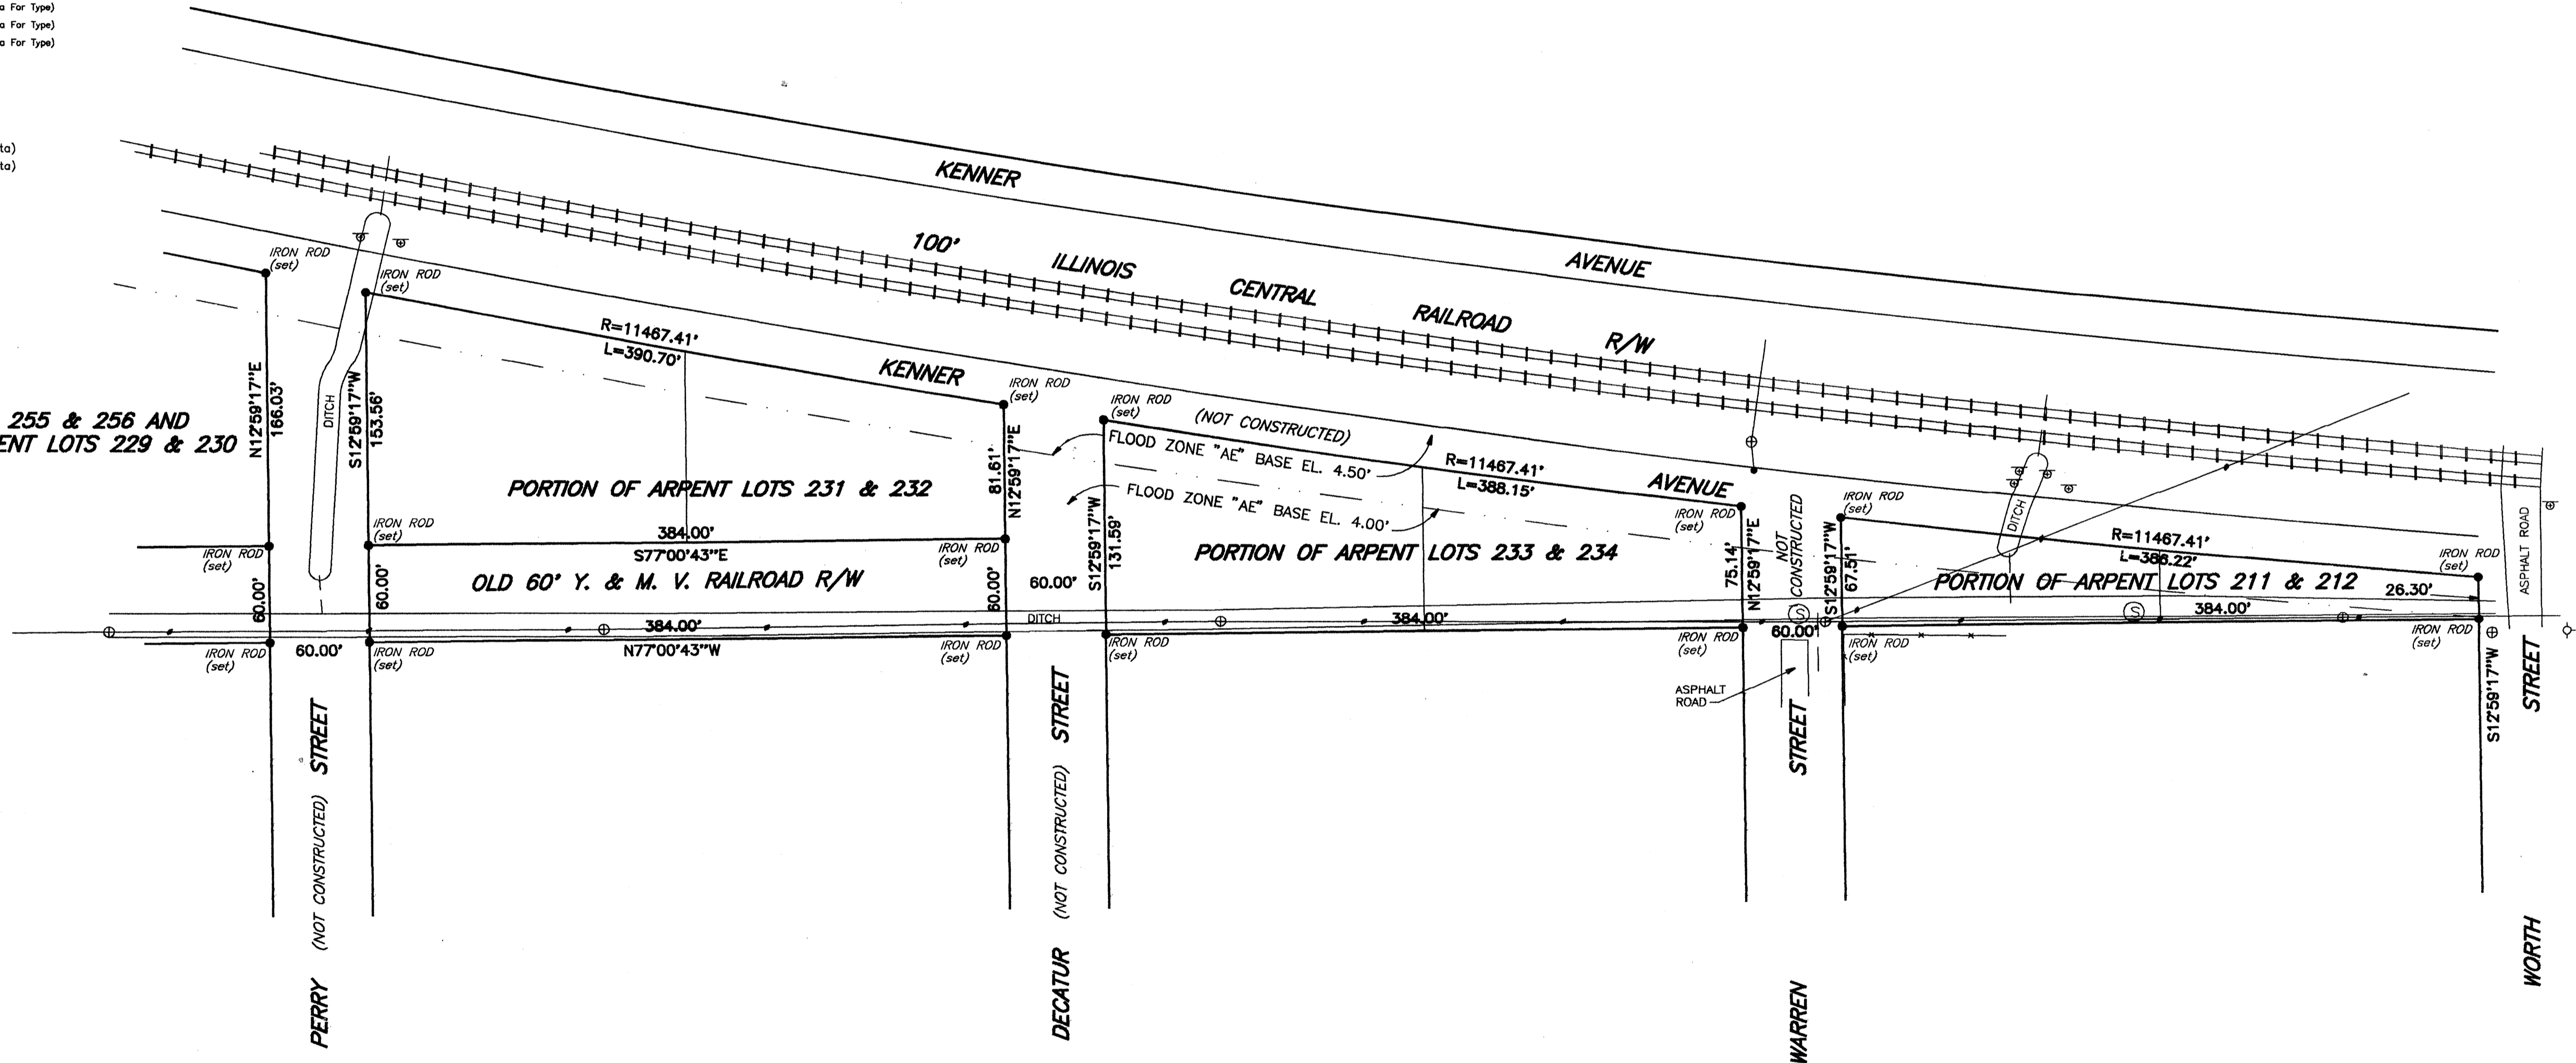 a For Type)
a For Type)
a For Type)
ta)
ta)
KENNER
AVENUE
100'
ILLINOIS
CENTRAL
RAILROAD
R/W
IRON ROD
(set)
IRON ROD
(set)
N12°59'17"E
166.03'
DITCH
S12°59'17"W
153.56'
R=11467.41'
L=390.70'
KENNER
IRON ROD
(set)
255 & 256 AND
ENT LOTS 229 & 230
PORTION OF ARPENT LOTS 231 & 232
81.61'
N12°59'17"E
IRON ROD
(set)
(NOT CONSTRUCTED)
FLOOD ZONE "AE" BASE EL. 4.50'
FLOOD ZONE "AE" BASE EL. 4.00'
R=11467.41'
L=388.15'
AVENUE
IRON ROD
(set)
S12°59'17"W
131.59'
PORTION OF ARPENT LOTS 233 & 234
75.14'
N12°59'17"E
NOT
CONSTRUCTED
IRON ROD
(set)
S12°59'17"W
67.51'
DITCH
R=11467.41'
L=386.22'
IRON ROD
(set)
PORTION OF ARPENT LOTS 211 & 212
26.30'
ASPHALT ROAD
IRON ROD
(set)
IRON ROD
(set)
384.00'
S77°00'43"E
IRON ROD
(set)
OLD 60' Y. & M. V. RAILROAD R/W
60.00'
60.00'
60.00'
60.00'
384.00'
N77°00'43"W
DITCH
384.00'
S
60.00'
S
384.00'
IRON ROD
(set)
60.00'
IRON ROD
(set)
IRON ROD
(set)
IRON ROD
(set)
IRON ROD
(set)
IRON ROD
(set)
IRON ROD
(set)
ASPHALT
ROAD
S12°59'17"W
PERRY (NOT CONSTRUCTED) STREET
DECATUR (NOT CONSTRUCTED) STREET
WARREN STREET
WORTH STREET